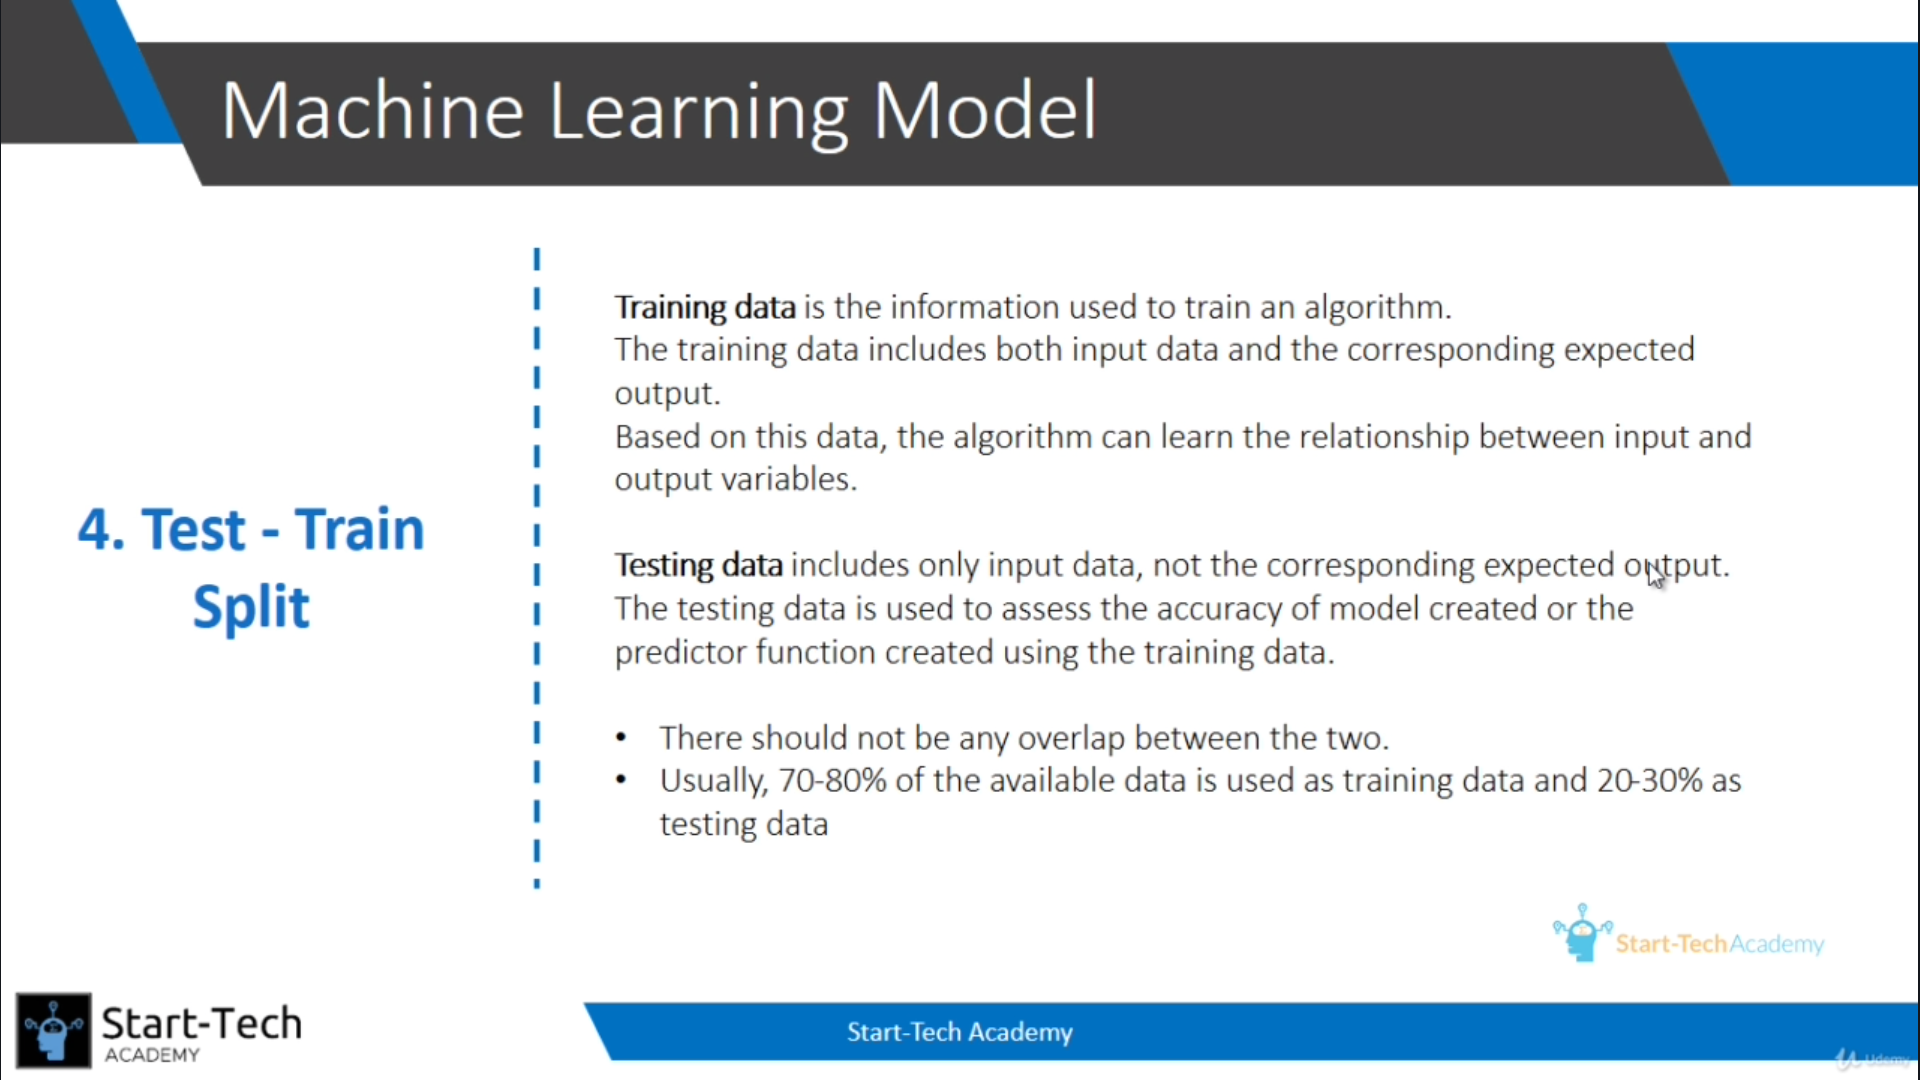 Machine Learning Model
4. Test - Train
Split
Training data is the information used to train an algorithm.
The training data includes both input data and the corresponding expected
output.
Based on this data, the algorithm can learn the relationship between input and
output variables.
Testing data includes only input data, not the corresponding expected output.
The testing data is used to assess the accuracy of model created or the
predictor function created using the training data.
• There should not be any overlap between the two.
• Usually, 70-80% of the available data is used as training data and 20-30% as
testing data
Start-TechAcademy
Start-Tech
ACADEMY
Start-Tech Academy
Udemy